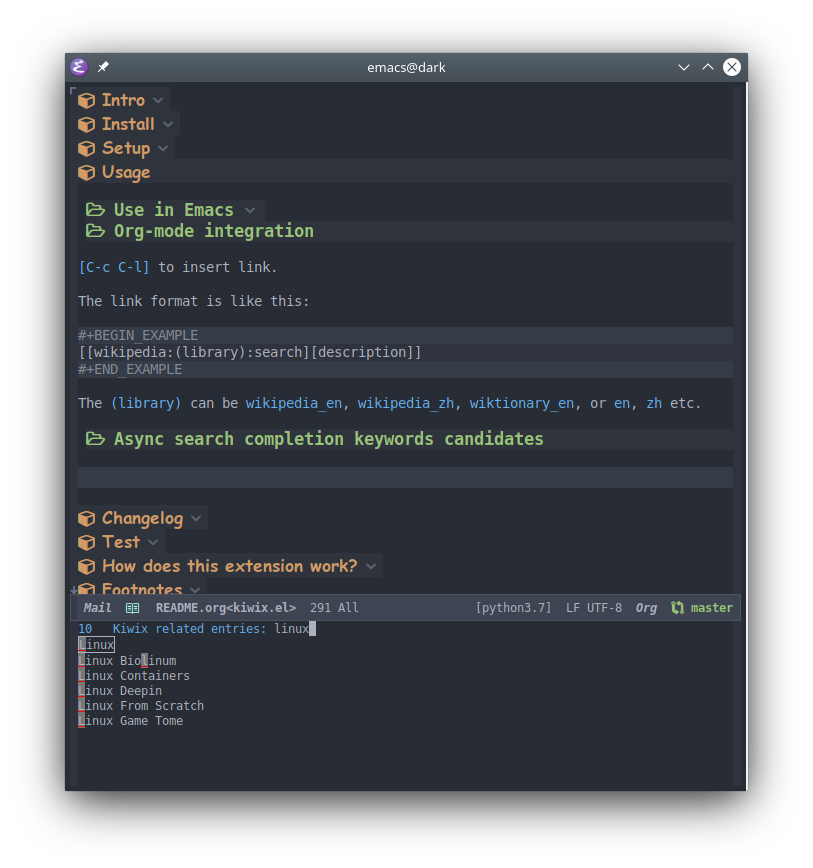 emacs@dark
Intro
Install
Setup
Usage
Use in Emacs
Org-mode integration
[C-c C-l] to insert link.
The link format is like this:
#+BEGIN_EXAMPLE
[[wikipedia:(library):search][description]]
#+END_EXAMPLE
The (library) can be wikipedia_en, wikipedia_zh, wiktionary_en, or en, zh etc.
Async search completion keywords candidates
Changelog
Test
How does this extension work?
Footnotes
Mail README.org<kiwix.el> 291 All [python3.7] LF UTF-8 Org master
10 Kiwix related entries: linux
Linux
Linux Biolinum
Linux Containers
Linux Deepin
Linux From Scratch
Linux Game Tome